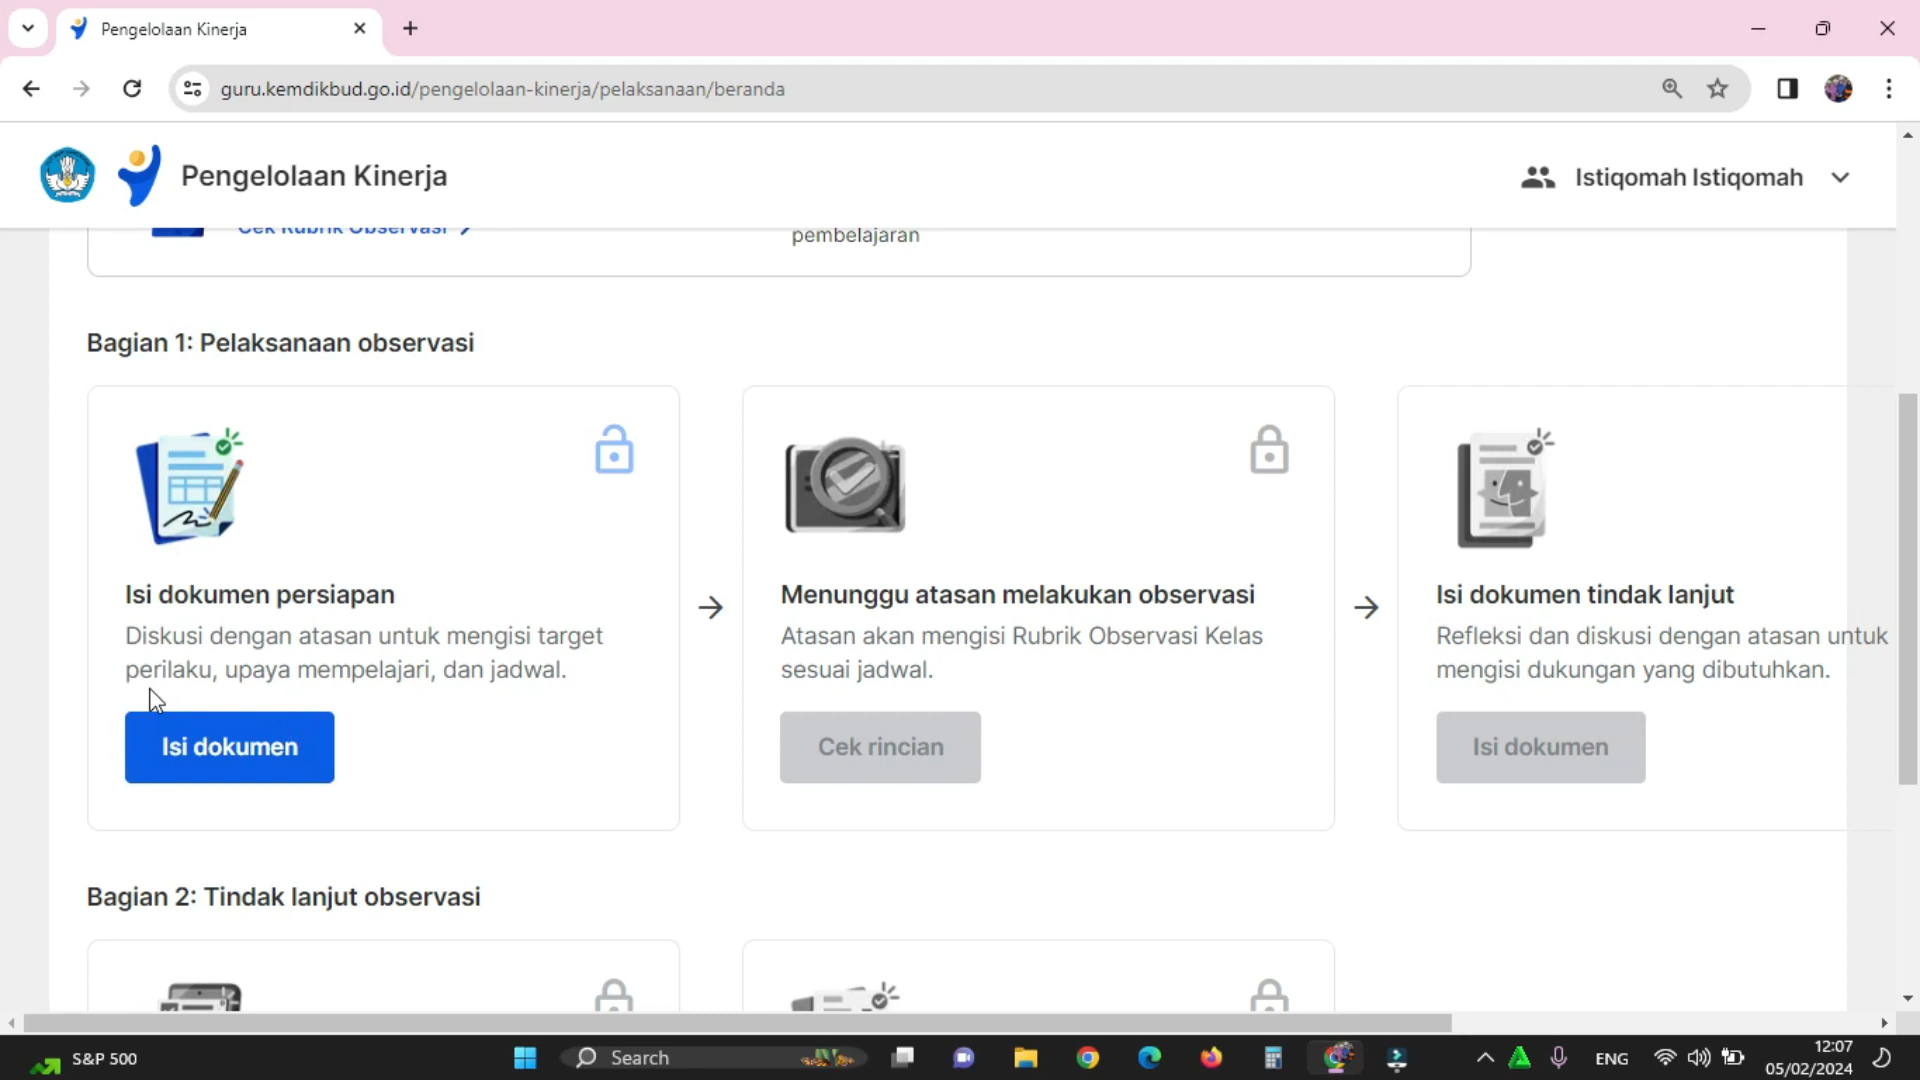 Pengelolaan Kinerja
guru.kemdikbud.go.id/pengelolaan-kinerja/pelaksanaan/beranda
Pengelolaan Kinerja
Istiqomah Istiqomah
Cek Rubrik Observasi
pembelajaran
Bagian 1: Pelaksanaan observasi
Isi dokumen persiapan
Diskusi dengan atasan untuk mengisi target
perilaku, upaya mempelajari, dan jadwal.
Isi dokumen
Menunggu atasan melakukan observasi
Atasan akan mengisi Rubrik Observasi Kelas
sesuai jadwal.
Cek rincian
Isi dokumen tindak lanjut
Refleksi dan diskusi dengan atasan untuk
mengisi dukungan yang dibutuhkan.
Isi dokumen
Bagian 2: Tindak lanjut observasi
S&P 500
Search
ENG
12:07
05/02/2024